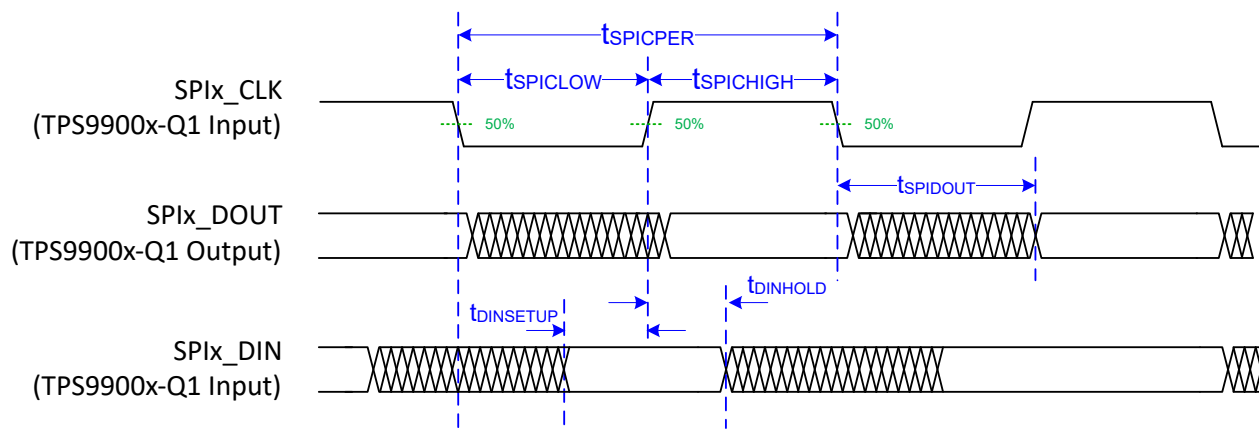 tSPICPER
tSPICLOW
tSPICHIGH
SPIx_CLK
(TPS9900x-Q1 Input)
50%
50%
50%
tSPIDOUT
SPIx_DOUT
(TPS9900x-Q1 Output)
tDINHOLD
tDINSETUP
SPIx_DIN
(TPS9900x-Q1 Input)